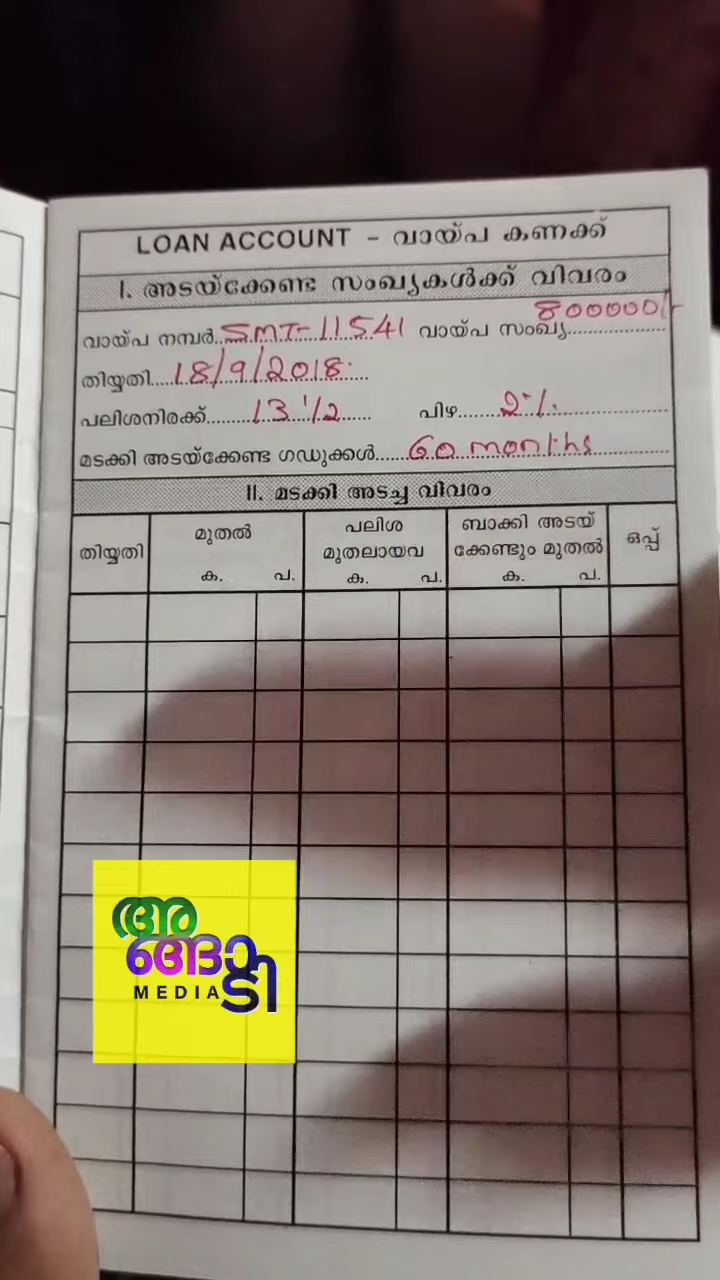 LOAN ACCOUNT - വായ്പ കണക്ക്
I. അടയ്ക്കേണ്ട സംഖ്യകൾക്ക് വിവരം
വായ്പ നമ്പർ..SMT-11541 വായ്പ സംഖ്യ..800000/-
തിയ്യതി...18/9/2018
പലിശനിരക്ക്......13 1/2...... പിഴ.....2%
മടക്കി അടയ്ക്കേണ്ട ഗഡുക്കൾ.....60 months
II. മടക്കി അടച്ച വിവരം
തിയ്യതി മുതൽ ക. പ. പലിശ മുതലായവ ക. പ. ബാക്കി അടയ് ക്കേണ്ടും മുതൽ ക. പ. ഒപ്പ്
അ
ങ്ങാടി
MEDIA